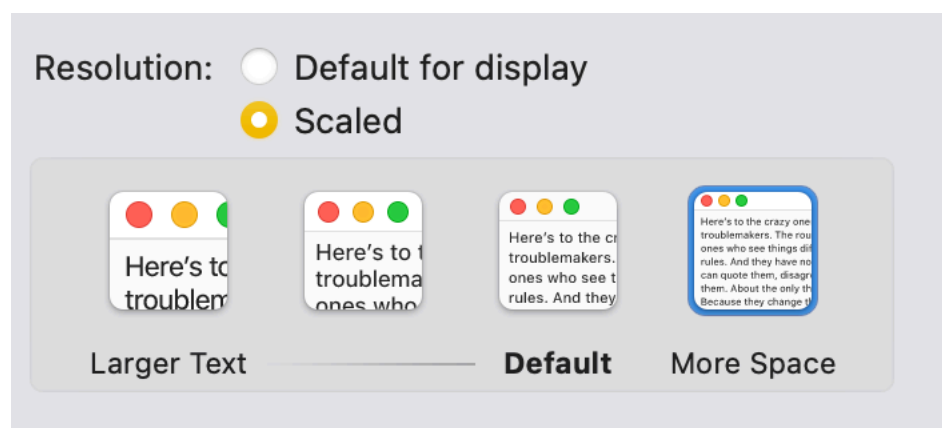 Resolution: Default for display
Scaled
Here's to
troublem
Here's to t
troublema
ones who
Here's to the cr
troublemakers.
ones who see t
rules. And they
Here's to the crazy one
troublemakers. The rou
ones who see things dif
rules. And they have no
can quote them, disagr
them. About the only th
Because they change t
Larger Text Default More Space